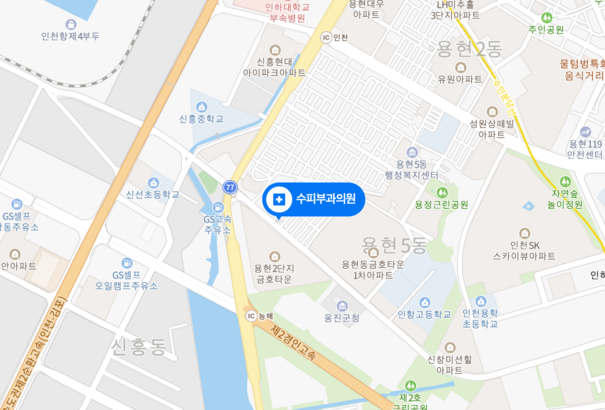 인하대학교
부속병원
용현대우
아파트
LH미추홀
3단지아파트
주인공원
인천항제4부두
IC 인천
용현2동
신흥현대
아이파크아파트
물텀벙특화
음식거리
유원아파트
수인분당선
신흥중학교
성원상떼빌
아파트
용현119
안전센터
용현5동
행정복지센터
신선초등학교
77
수피부과의원
용정근린공원
자연숲
놀이정원
GS셀프
주유소
GS고속
주유소
용현5동
인천SK
스카이뷰아파트
용현2단지
금호타운
용현동금호타운
1차아파트
GS셀프
오일캠프주유소
옹진군청
인항고등학교
인천용학
초등학교
IC 능해
제2경인고속
신흥동
신창미션힐
아파트
제2호
근린공원